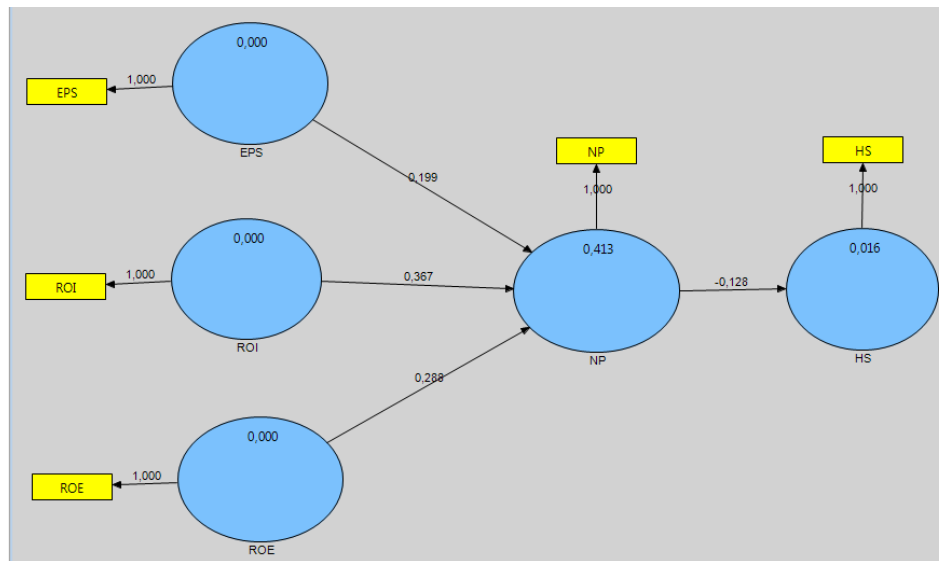 0,000
1,000
EPS
EPS
0,199
NP
1,000
HS
1,000
0,000
1,000
ROI
ROI
0,367
0,413
NP
-0,128
0,016
HS
0,288
0,000
1,000
ROE
ROE